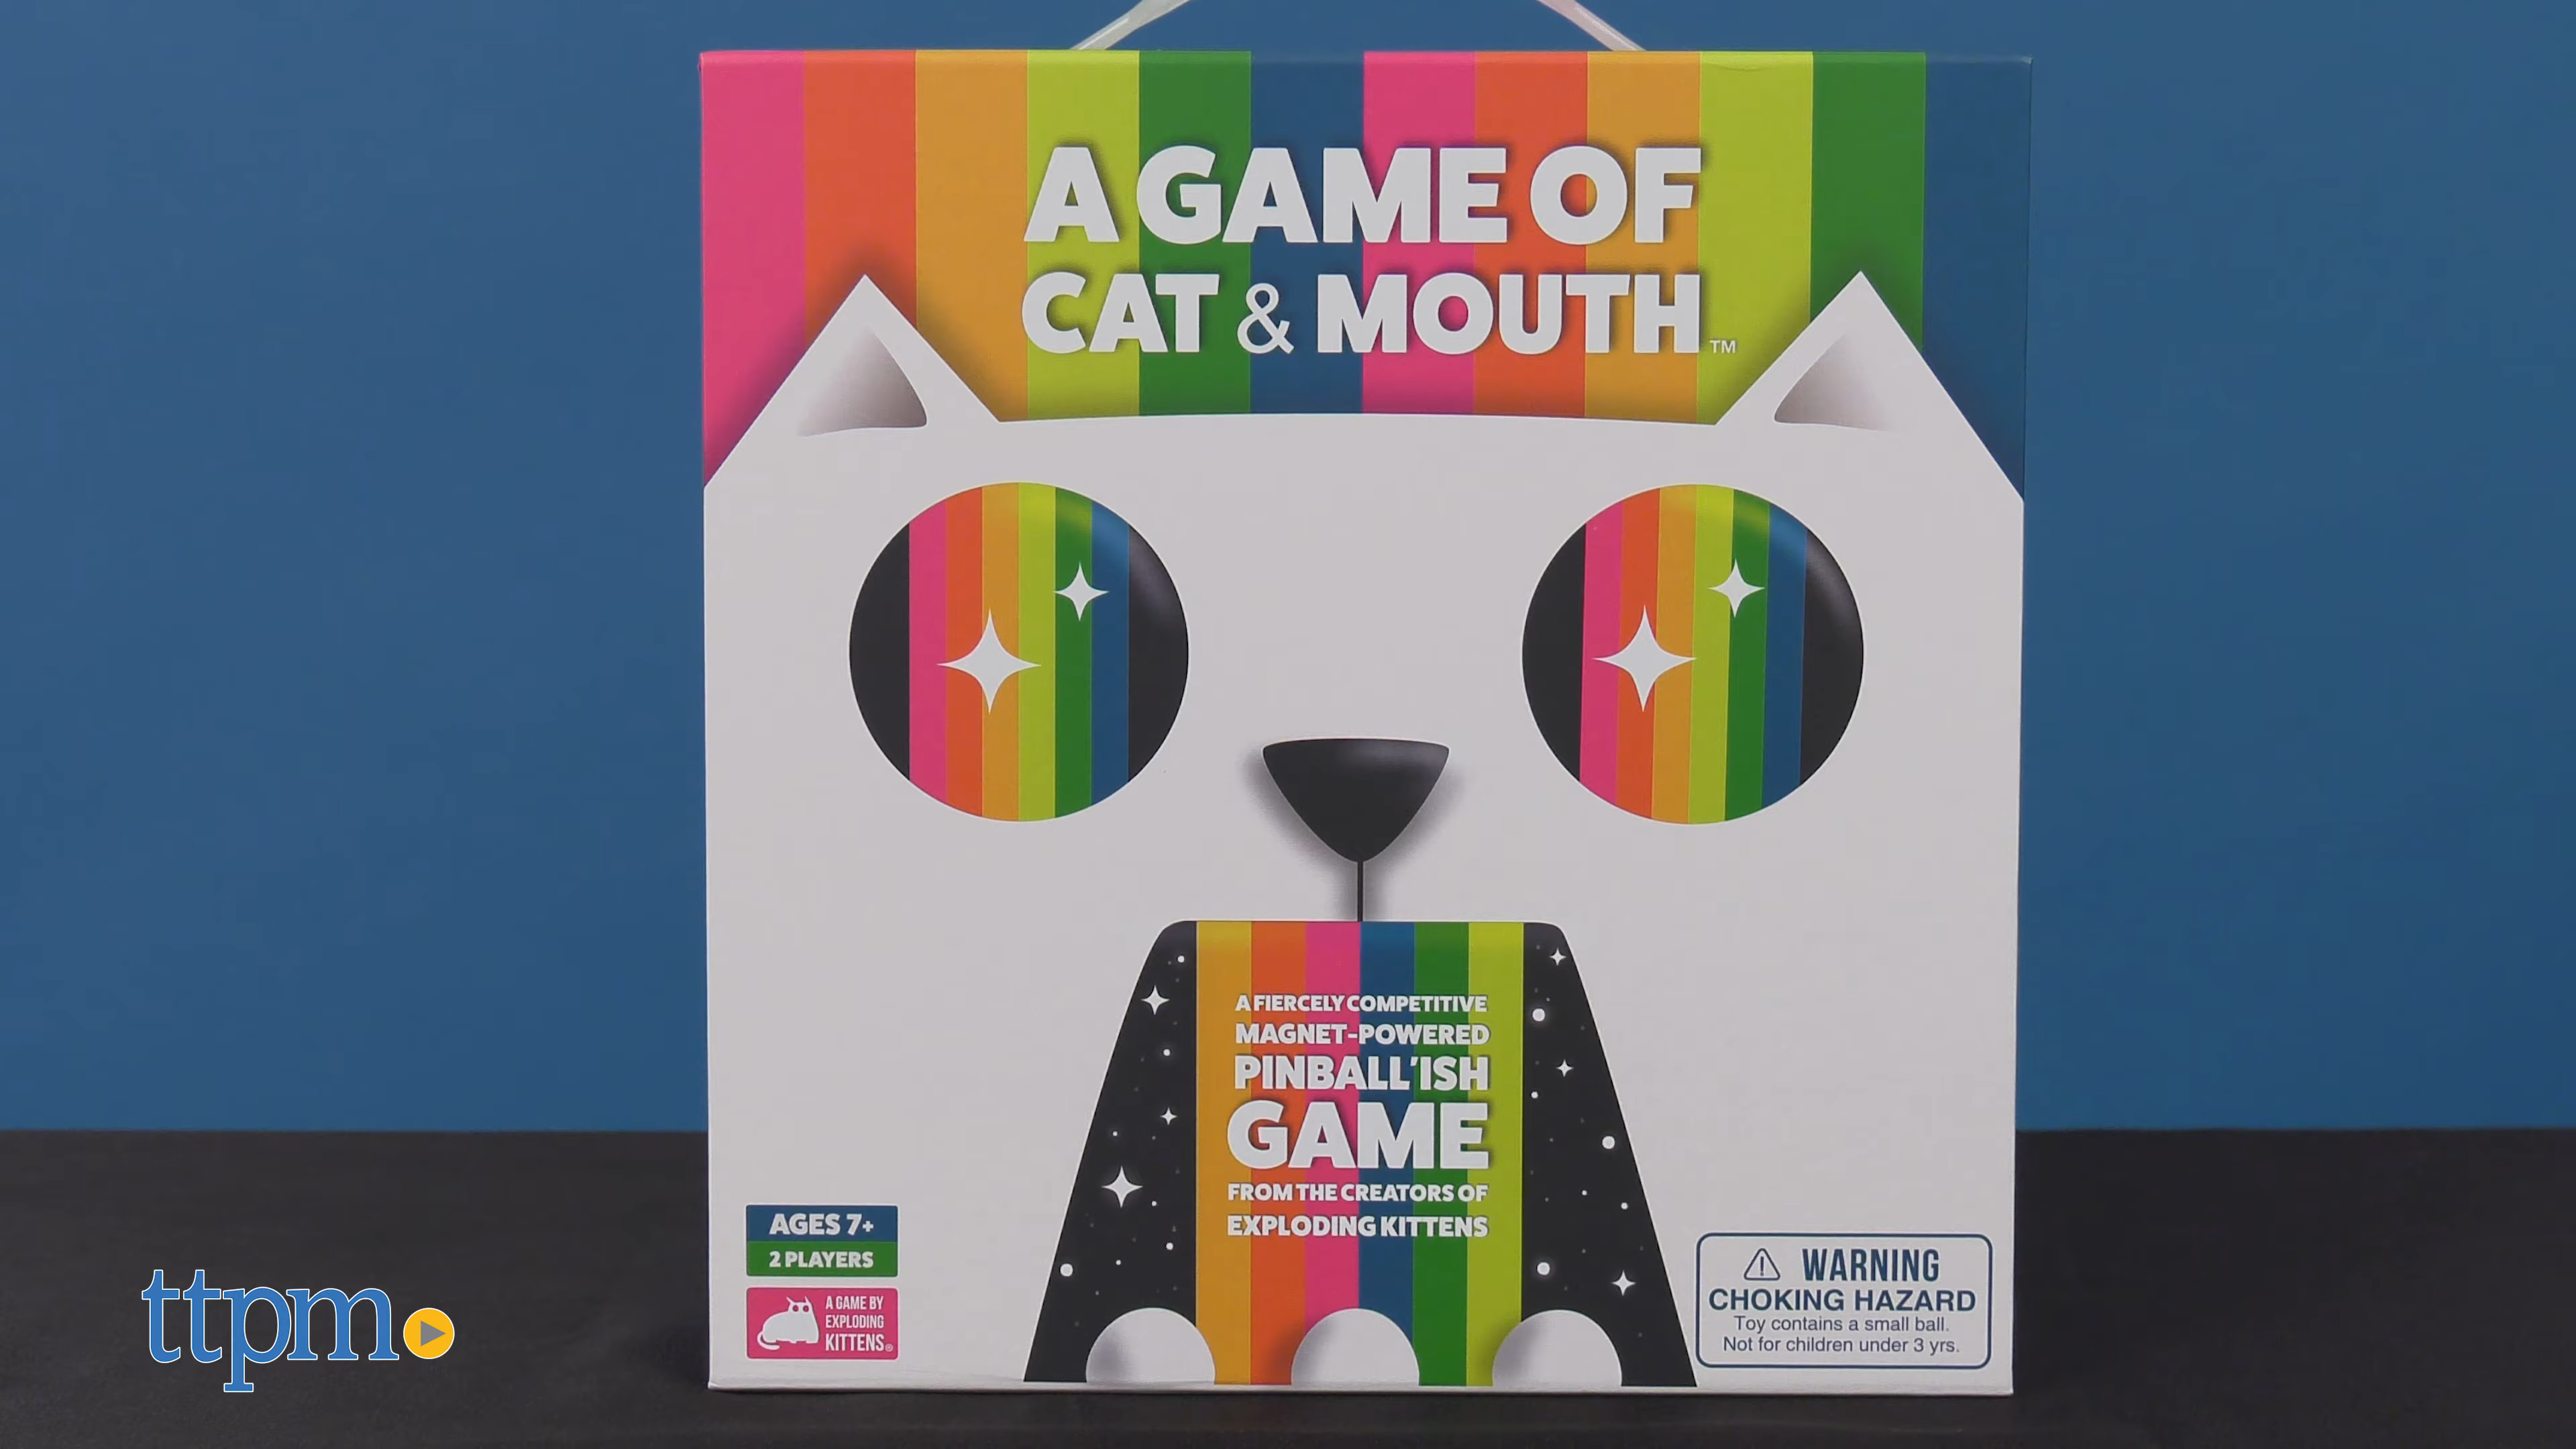 A GAME OF
CAT & MOUTH™
A FIERCELY COMPETITIVE
MAGNET-POWERED
PINBALL'ISH
GAME
FROM THE CREATORS OF
EXPLODING KITTENS
AGES 7+
2 PLAYERS
A GAME BY
EXPLODING
KITTENS®
WARNING
CHOKING HAZARD
Toy contains a small ball.
Not for children under 3 yrs.
ttpm